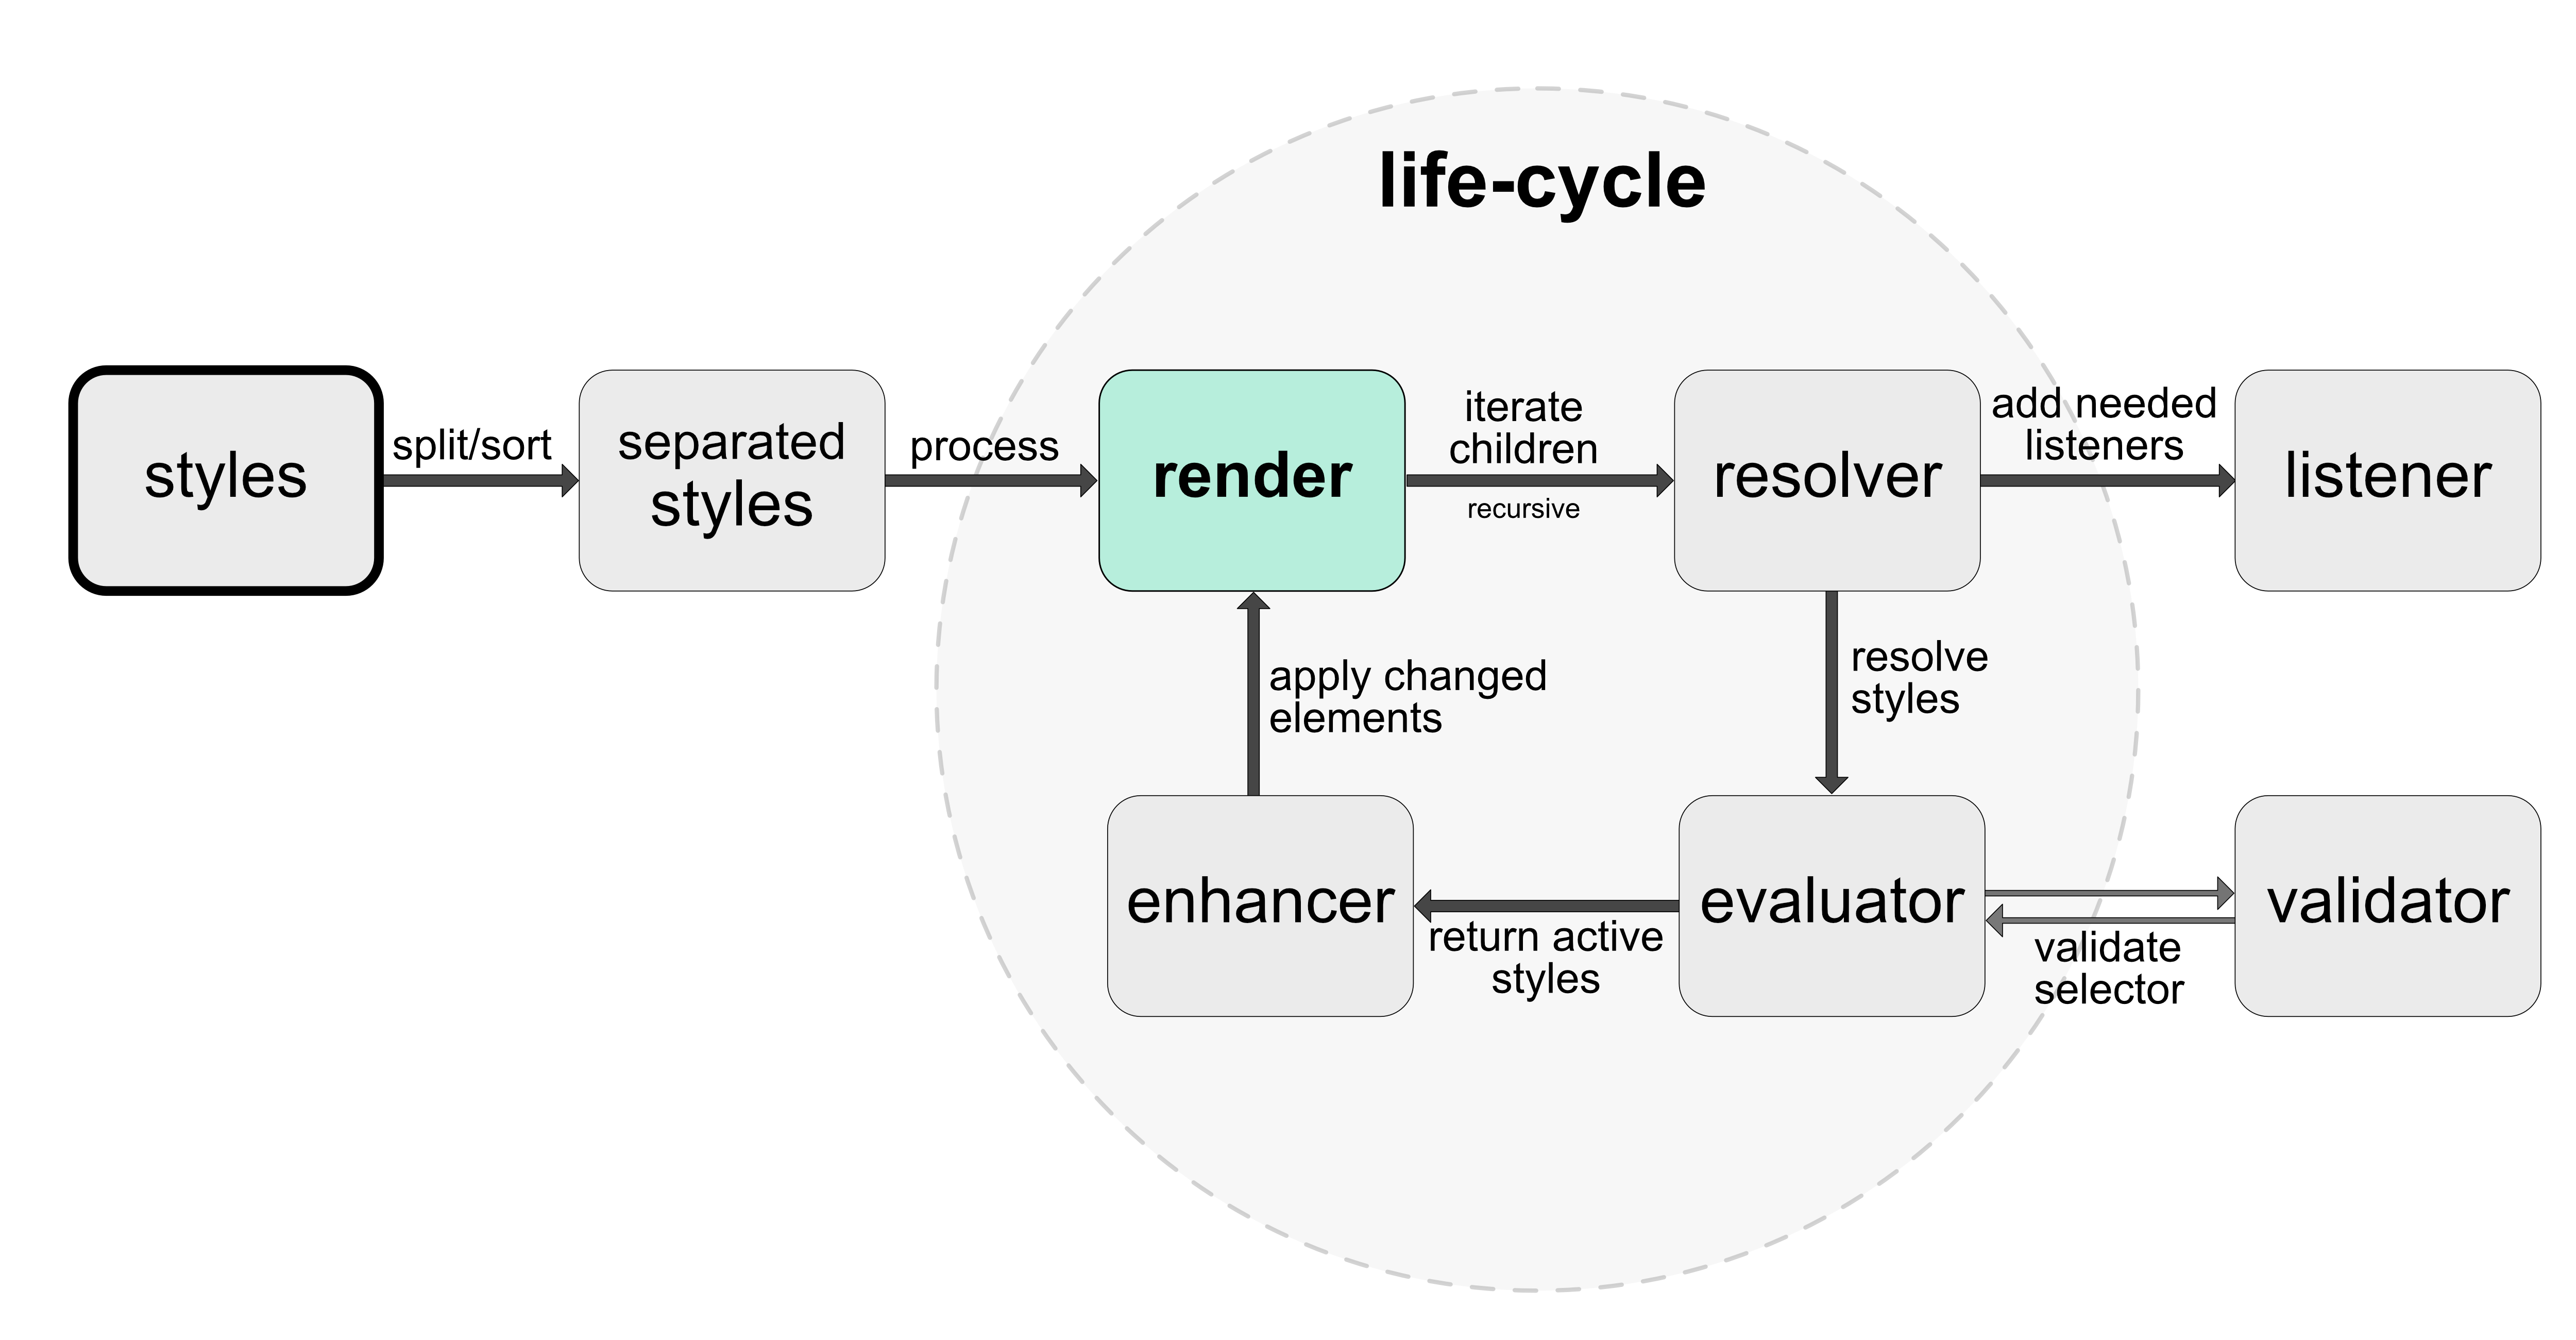 life-cycle
styles
split/sort
separated
styles
process
render
iterate
children
recursive
resolver
add needed
listeners
listener
apply changed
elements
resolve
styles
enhancer
return active
styles
evaluator
validate
selector
validator